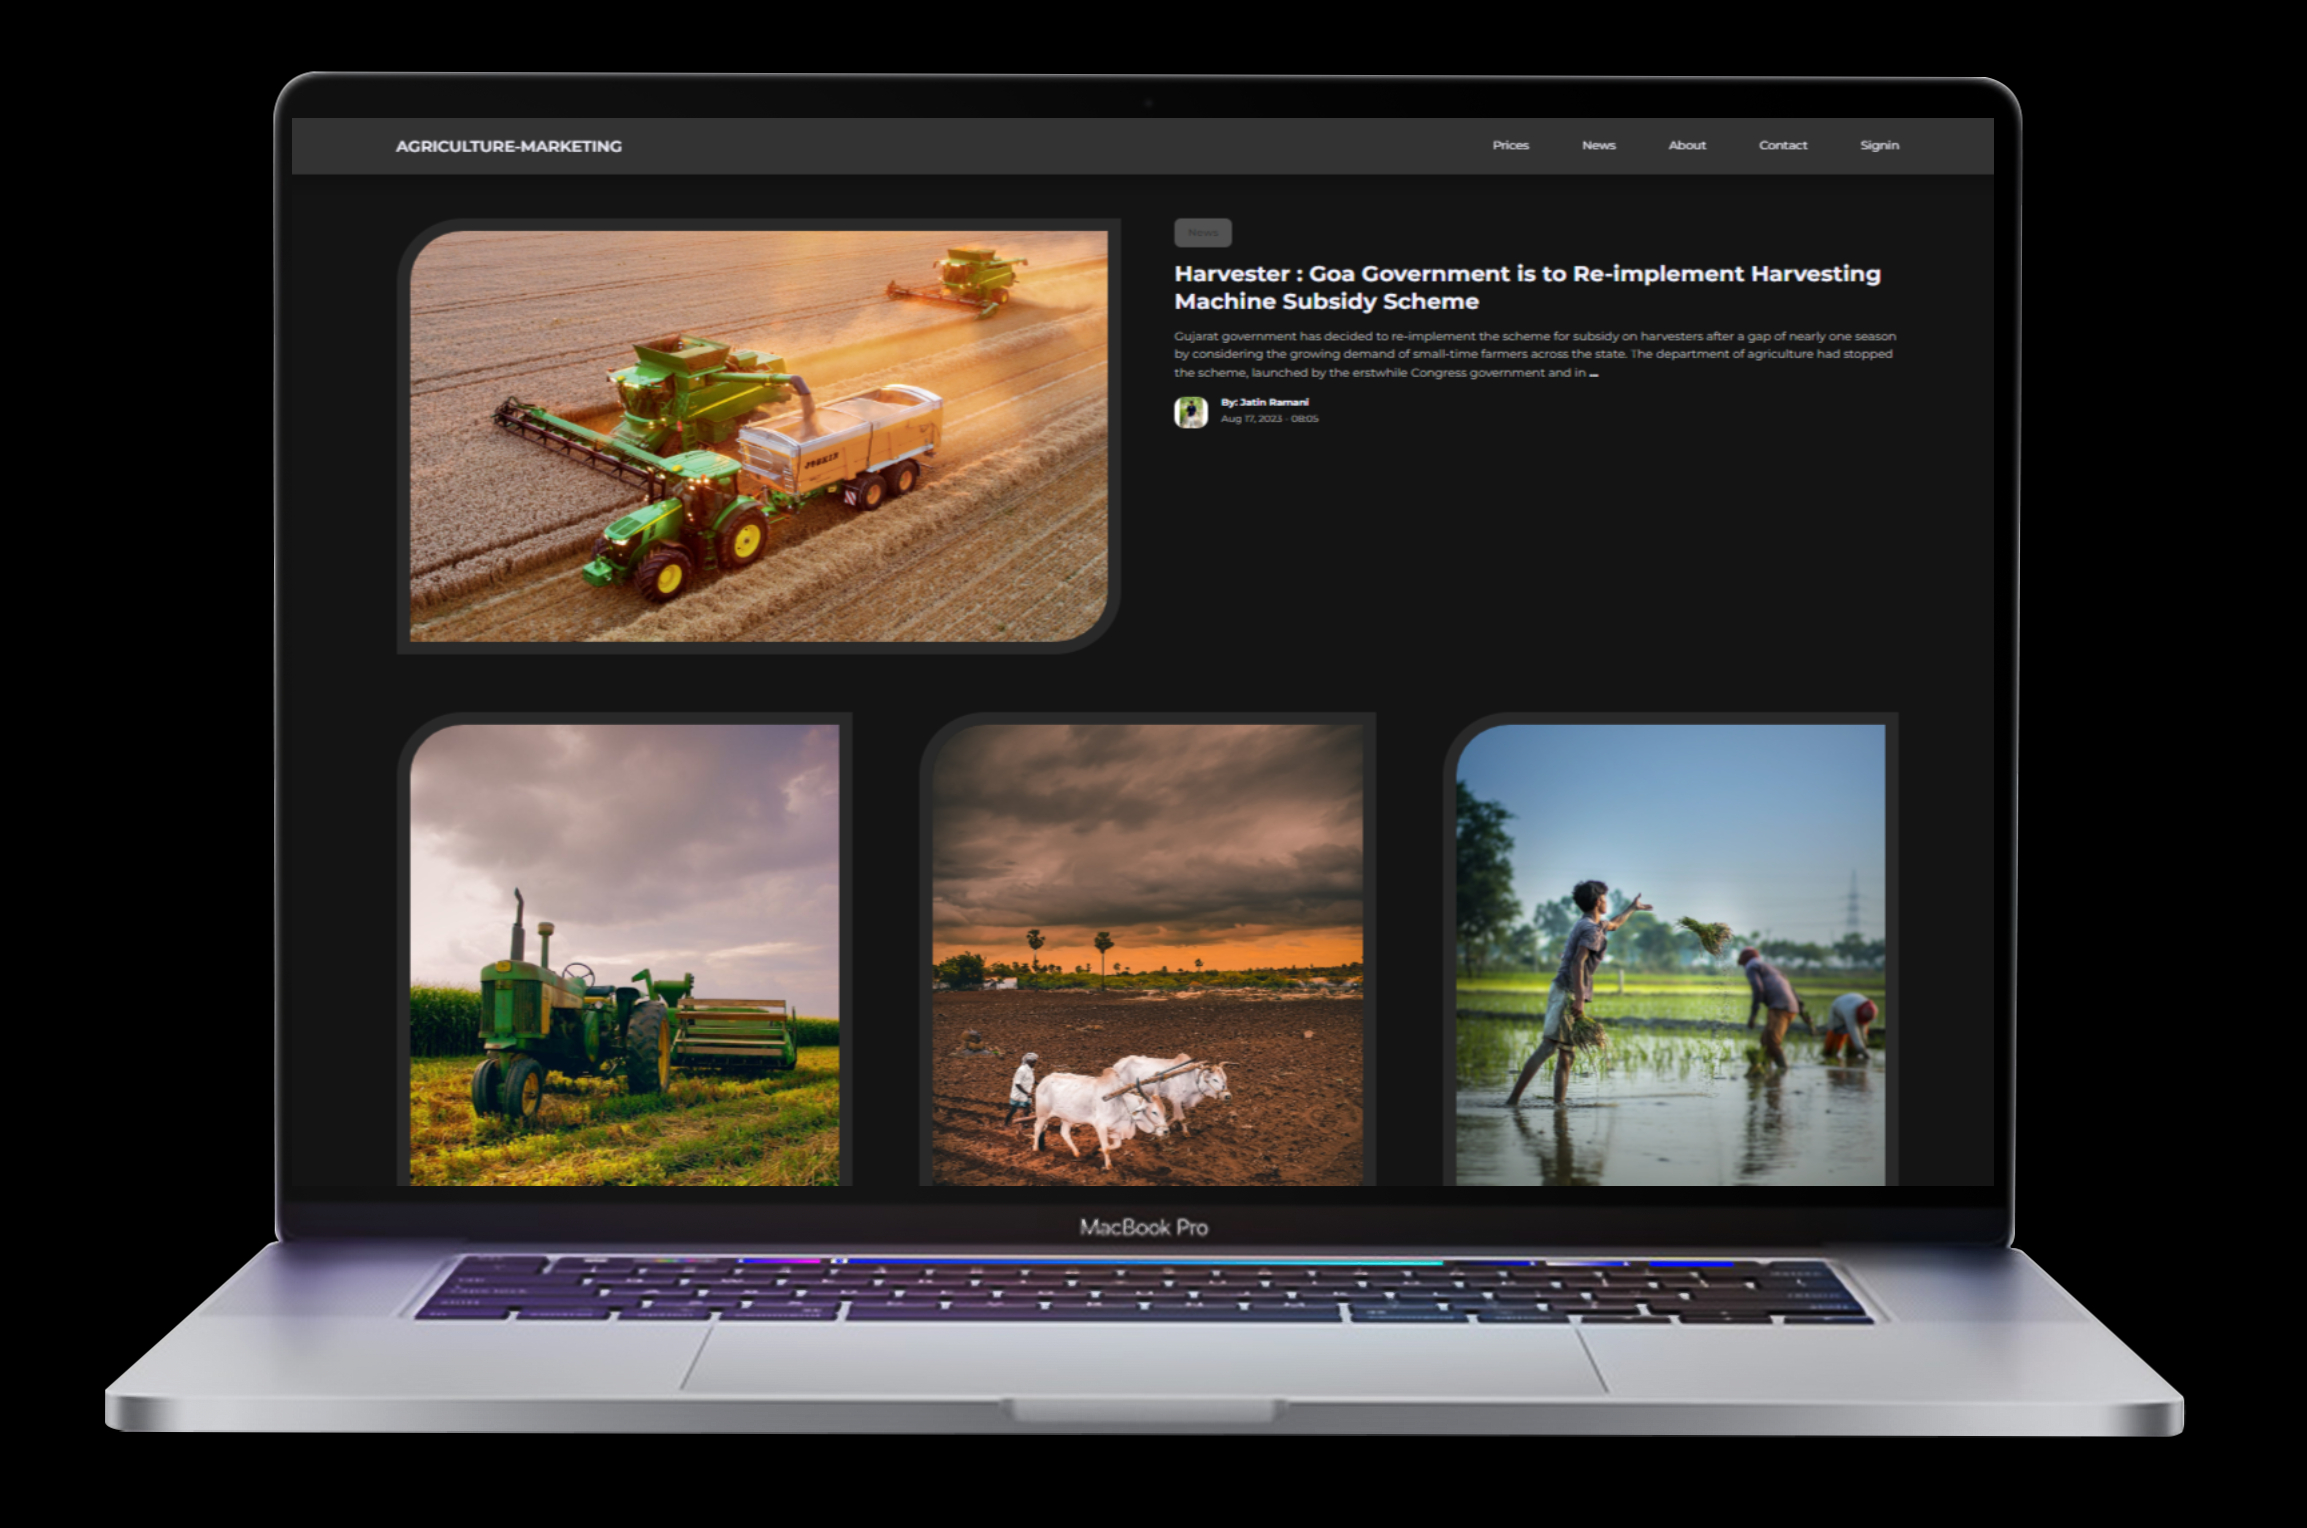 AGRICULTURE-MARKETING
Prices
News
About
Contact
Signin
News
Harvester : Goa Government is to Re-implement Harvesting
Machine Subsidy Scheme
Gujarat government has decided to re-implement the scheme for subsidy on harvesters after a gap of nearly one season
by considering the growing demand of small-time farmers across the state. The department of agriculture had stopped
the scheme, launched by the erstwhile Congress government and in ...
By: Jatin Ramani
Aug 17, 2023 - 08:05
JOSKIN
MacBook Pro